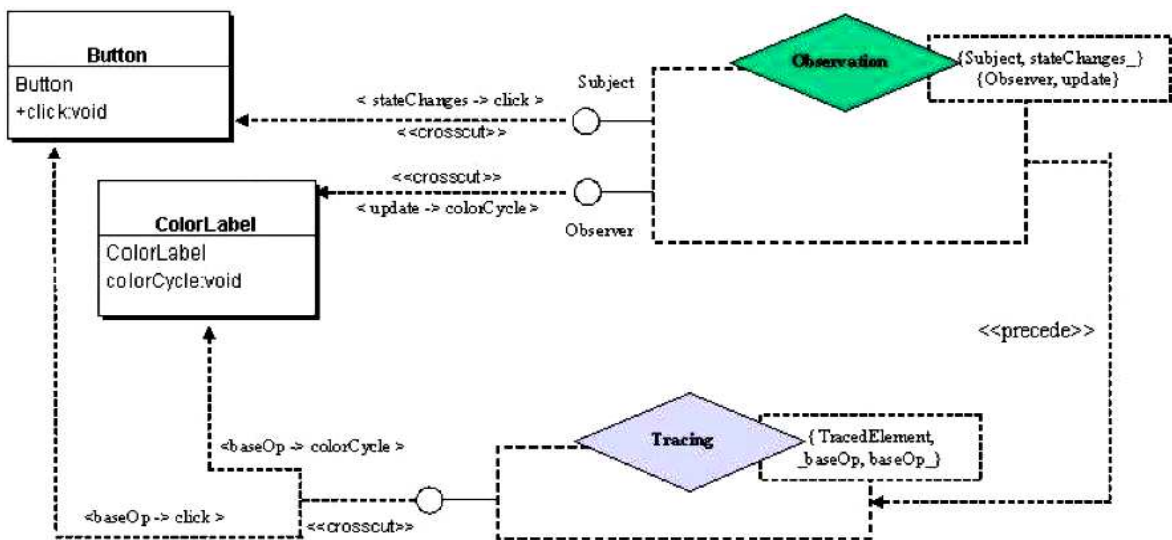 Button
Button
+click:void
< stateChanges -> click >
<<crosscut>>
Subject
Observation
{Subject, stateChanges_}
{Observer, update}
<<crosscut>>
< update -> colorCycle >
Observer
ColorLabel
ColorLabel
colorCycle:void
<<precede>>
Tracing
{ TracedElement,
_baseOp, baseOp_}
<baseOp -> colorCycle >
<baseOp -> click >
<<crosscut>>